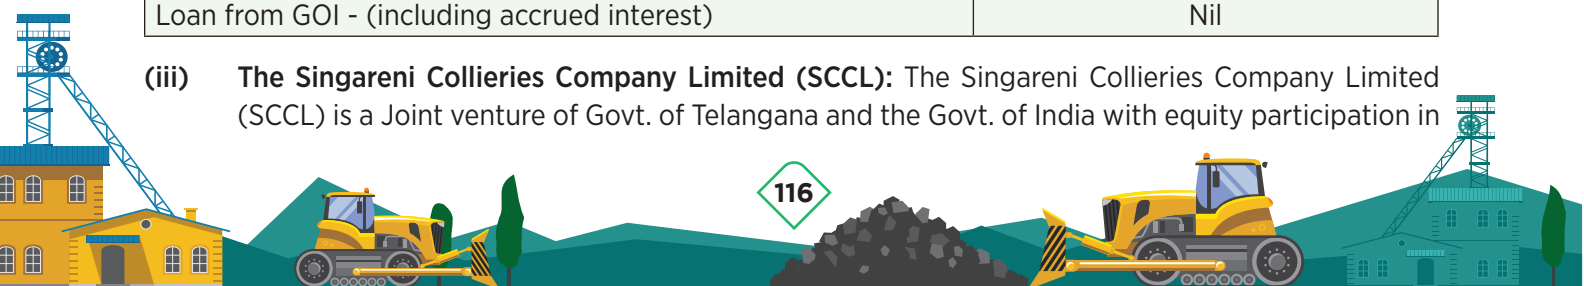 Loan from GOI - (including accrued interest) Nil
(iii) The Singareni Collieries Company Limited (SCCL): The Singareni Collieries Company Limited
(SCCL) is a Joint venture of Govt. of Telangana and the Govt. of India with equity participation in
116